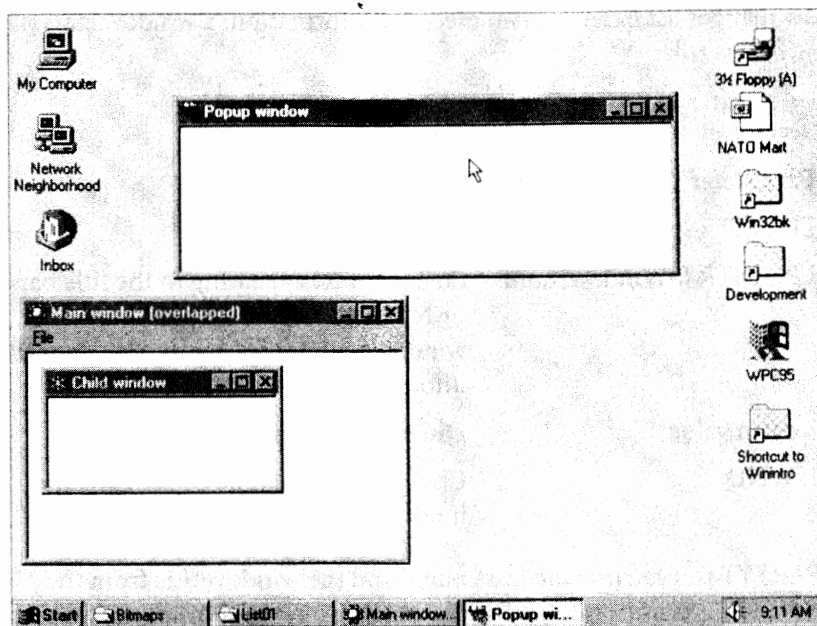 My Computer
Network
Neighborhood
Inbox
Popup window
3½ Floppy (A)
NATO Mart
Win32bk
Development
WPC95
Shortcut to
Winintro
Main window (overlapped)
File
Child window
Start
Bitmaps
List01
Main window...
Popup wi...
9:11 AM